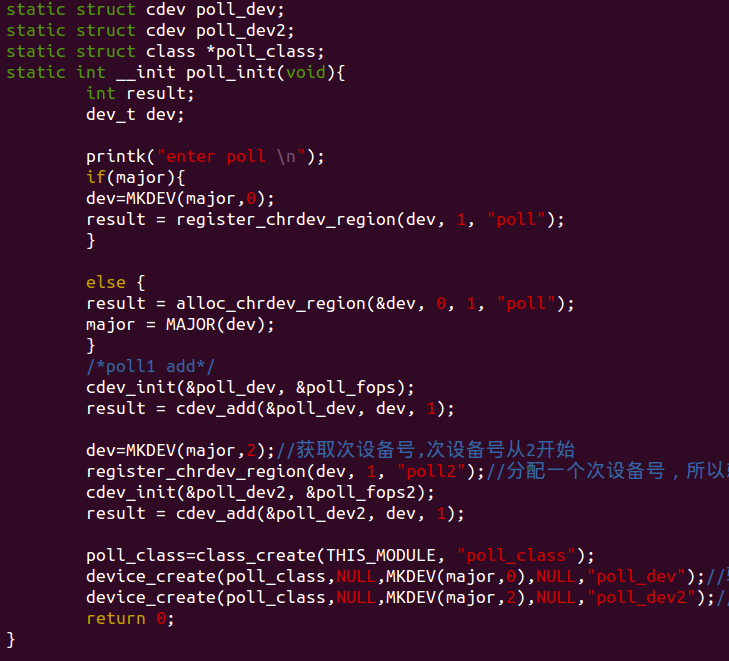 static struct cdev poll_dev;
static struct cdev poll_dev2;
static struct class *poll_class;
static int __init poll_init(void){
        int result;
        dev_t dev;

        printk("enter poll \n");
        if(major){
        dev=MKDEV(major,0);
        result = register_chrdev_region(dev, 1, "poll");
        }

        else {
        result = alloc_chrdev_region(&dev, 0, 1, "poll");
        major = MAJOR(dev);
        }
        /*poll1 add*/
        cdev_init(&poll_dev, &poll_fops);
        result = cdev_add(&poll_dev, dev, 1);

        dev=MKDEV(major,2);//获取次设备号,次设备号从2开始
        register_chrdev_region(dev, 1, "poll2");//分配一个次设备号，所以
        cdev_init(&poll_dev2, &poll_fops2);
        result = cdev_add(&poll_dev2, dev, 1);

        poll_class=class_create(THIS_MODULE, "poll_class");
        device_create(poll_class,NULL,MKDEV(major,0),NULL,"poll_dev");//
        device_create(poll_class,NULL,MKDEV(major,2),NULL,"poll_dev2");/
        return 0;
}